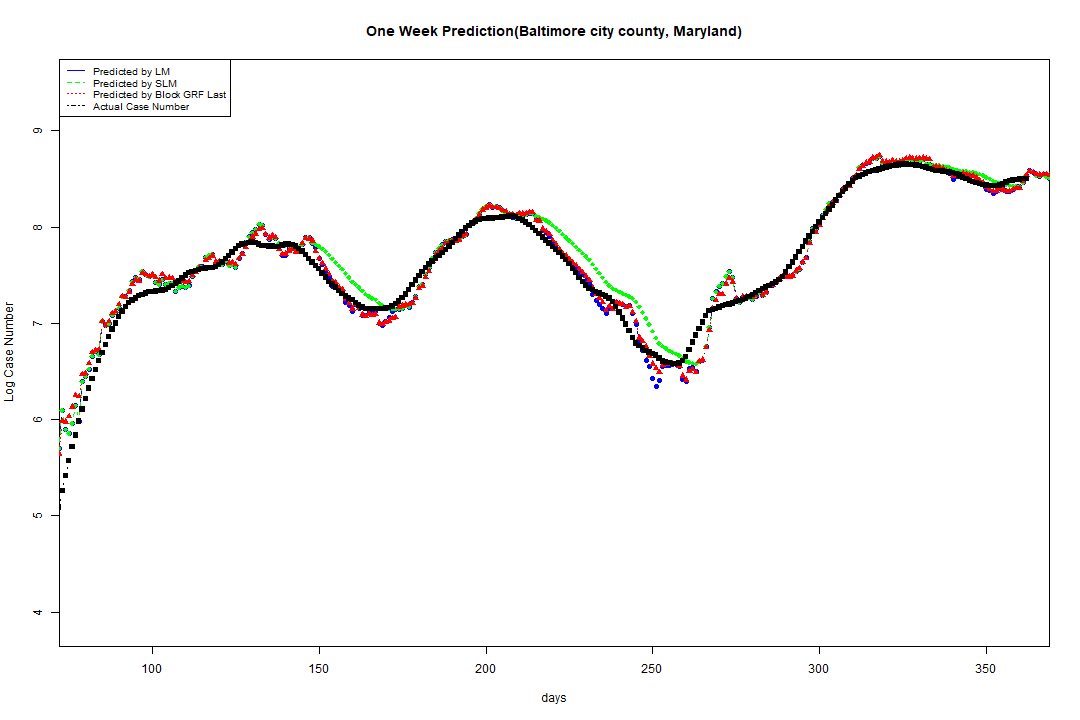 One Week Prediction(Baltimore city county, Maryland)
Predicted by LM
Predicted by SLM
Predicted by Block GRF Last
Actual Case Number
Log Case Number
9
8
7
6
5
4
100 150 200 250 300 350
days